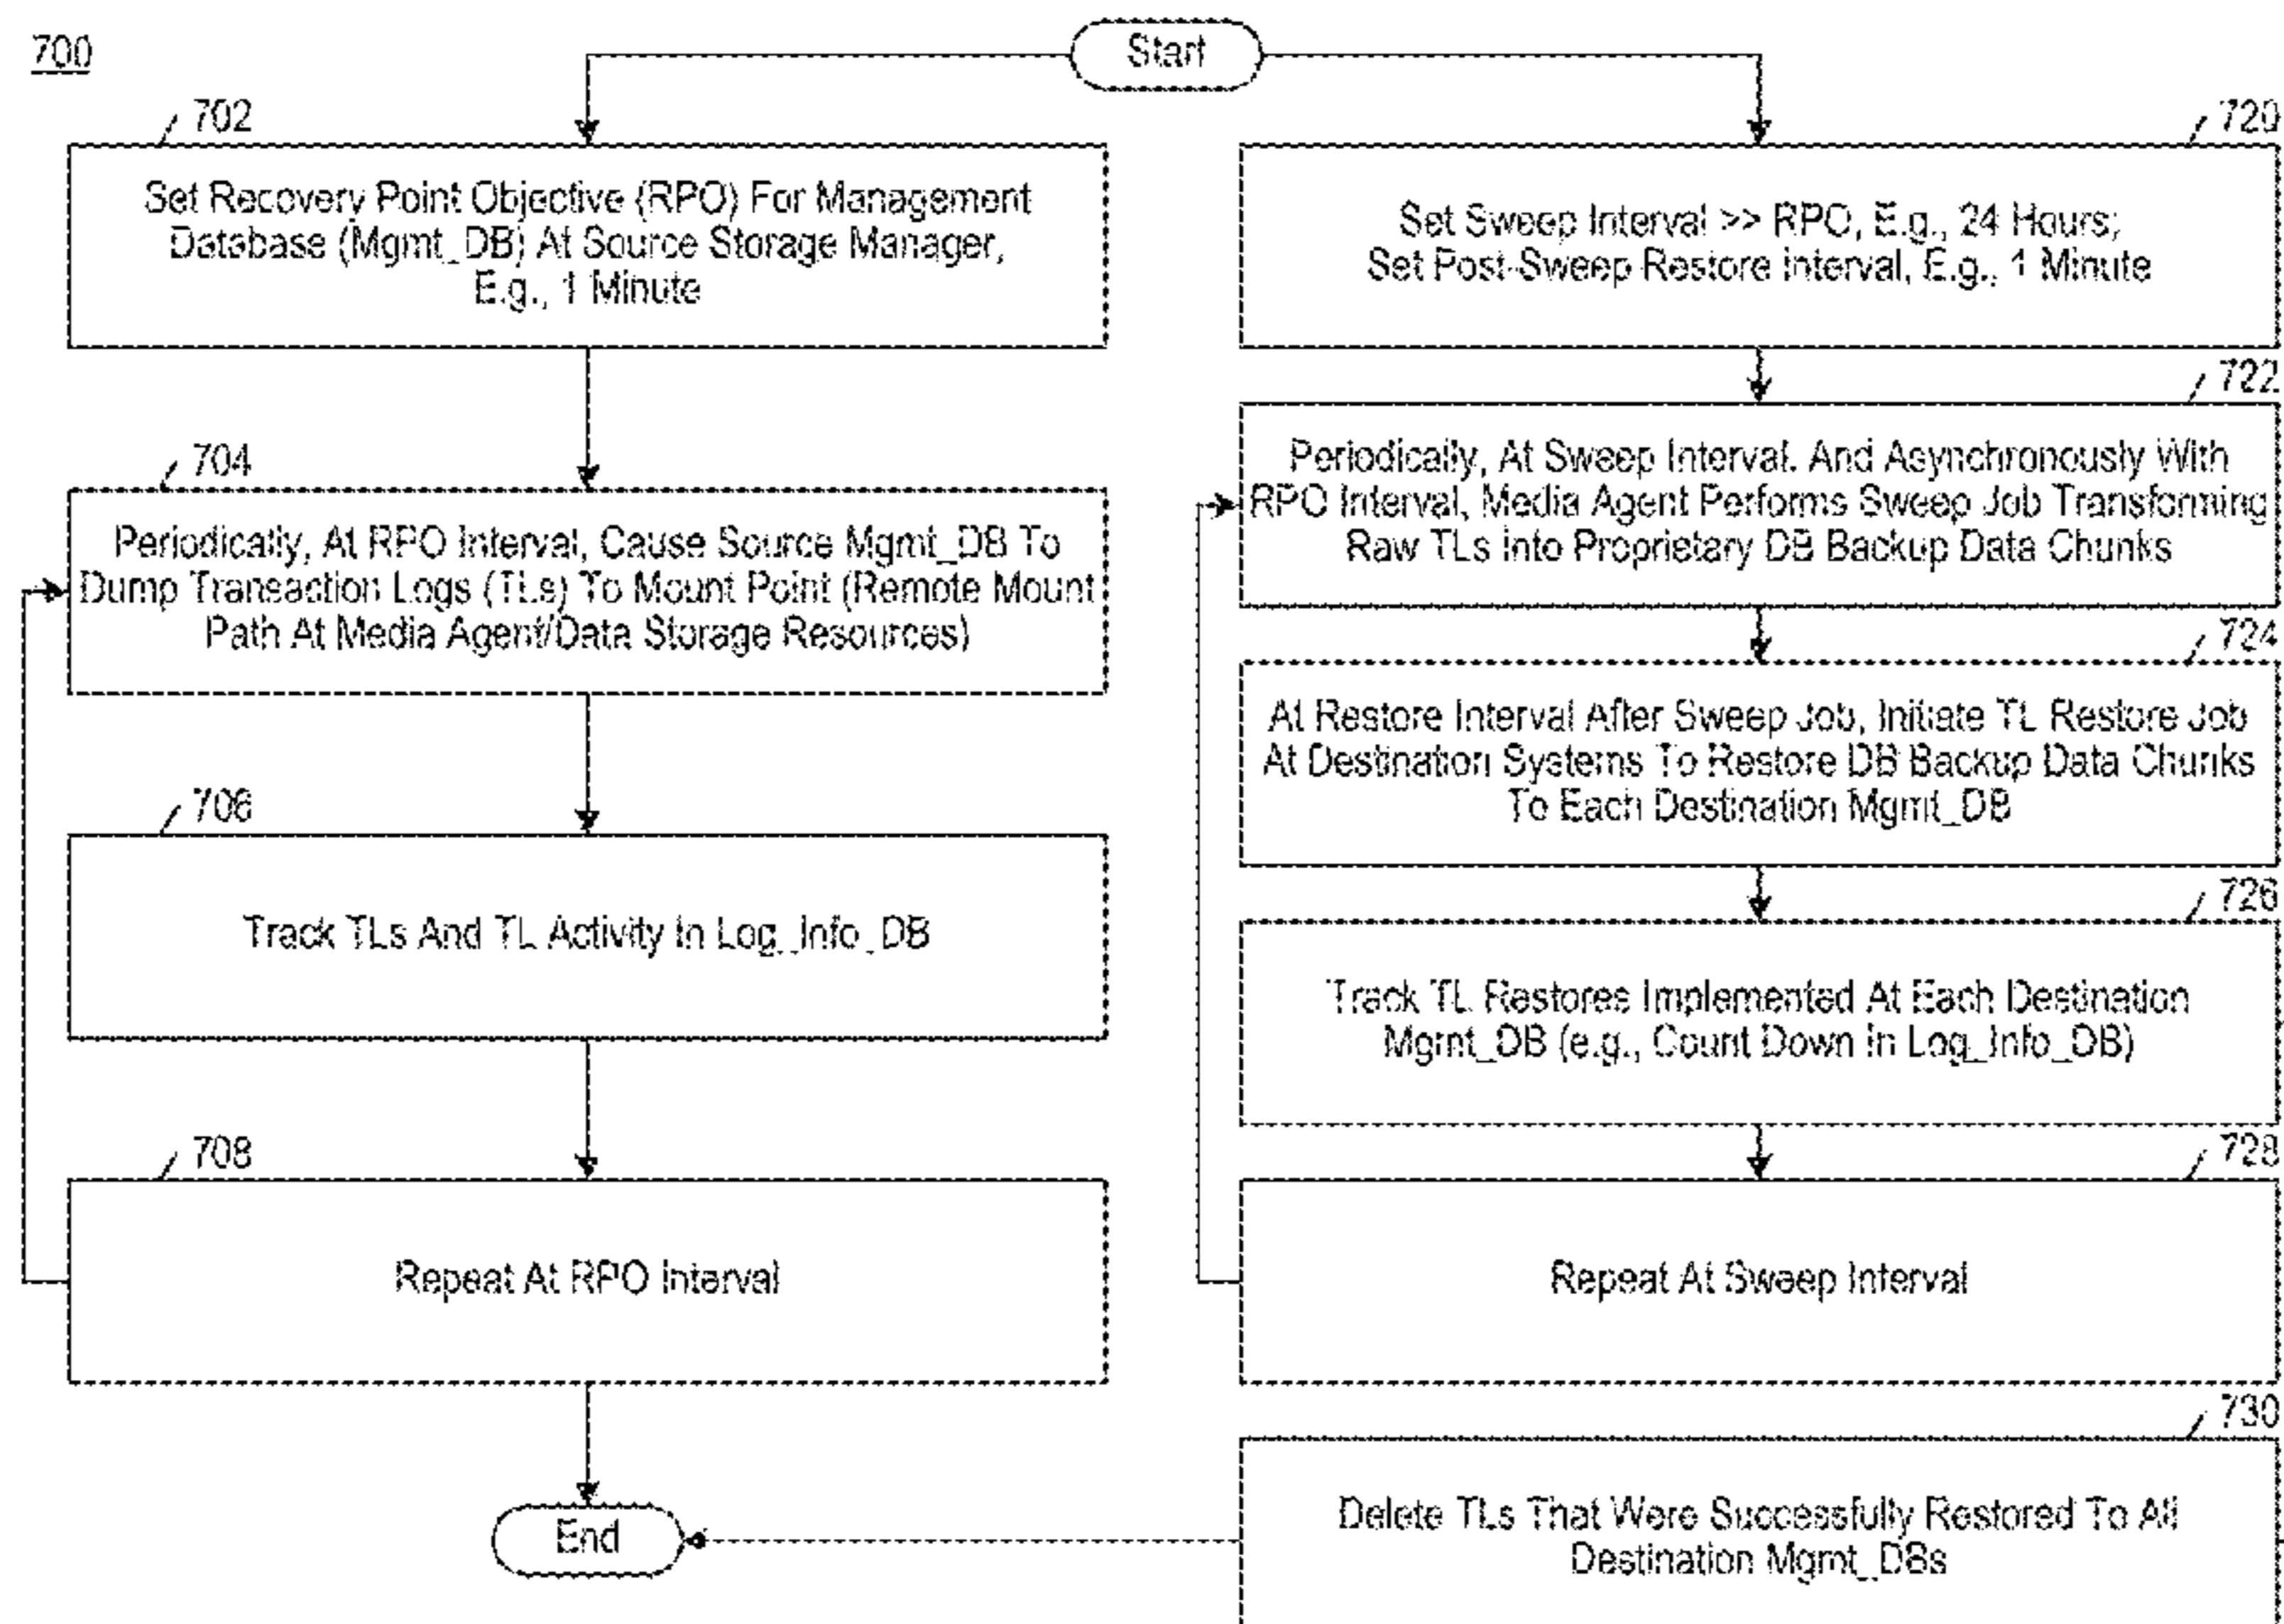 700
Start
702
Set Recovery Point Objective (RPO) For Management
Database (Mgmt_DB) At Source Storage Manager,
E.g., 1 Minute
704
Periodically, At RPO Interval, Cause Source Mgmt_DB To
Dump Transaction Logs (TLs) To Mount Point (Remote Mount
Path At Media Agent/Data Storage Resources)
706
Track TLs And TL Activity In Log_Info_DB
708
Repeat At RPO Interval
End
720
Set Sweep Interval >> RPO, E.g., 24 Hours;
Set Post-Sweep Restore Interval, E.g., 1 Minute
722
Periodically, At Sweep Interval. And Asynchronously With
RPO Interval, Media Agent Performs Sweep Job Transforming
Raw TLs Into Proprietary DB Backup Data Chunks
724
At Restore Interval After Sweep Job, Initiate TL Restore Job
At Destination Systems To Restore DB Backup Data Chunks
To Each Destination Mgmt_DB
726
Track TL Restores Implemented At Each Destination
Mgmt_DB (e.g., Count Down In Log_Info_DB)
728
Repeat At Sweep Interval
730
Delete TLs That Were Successfully Restored To All
Destination Mgmt_DBs